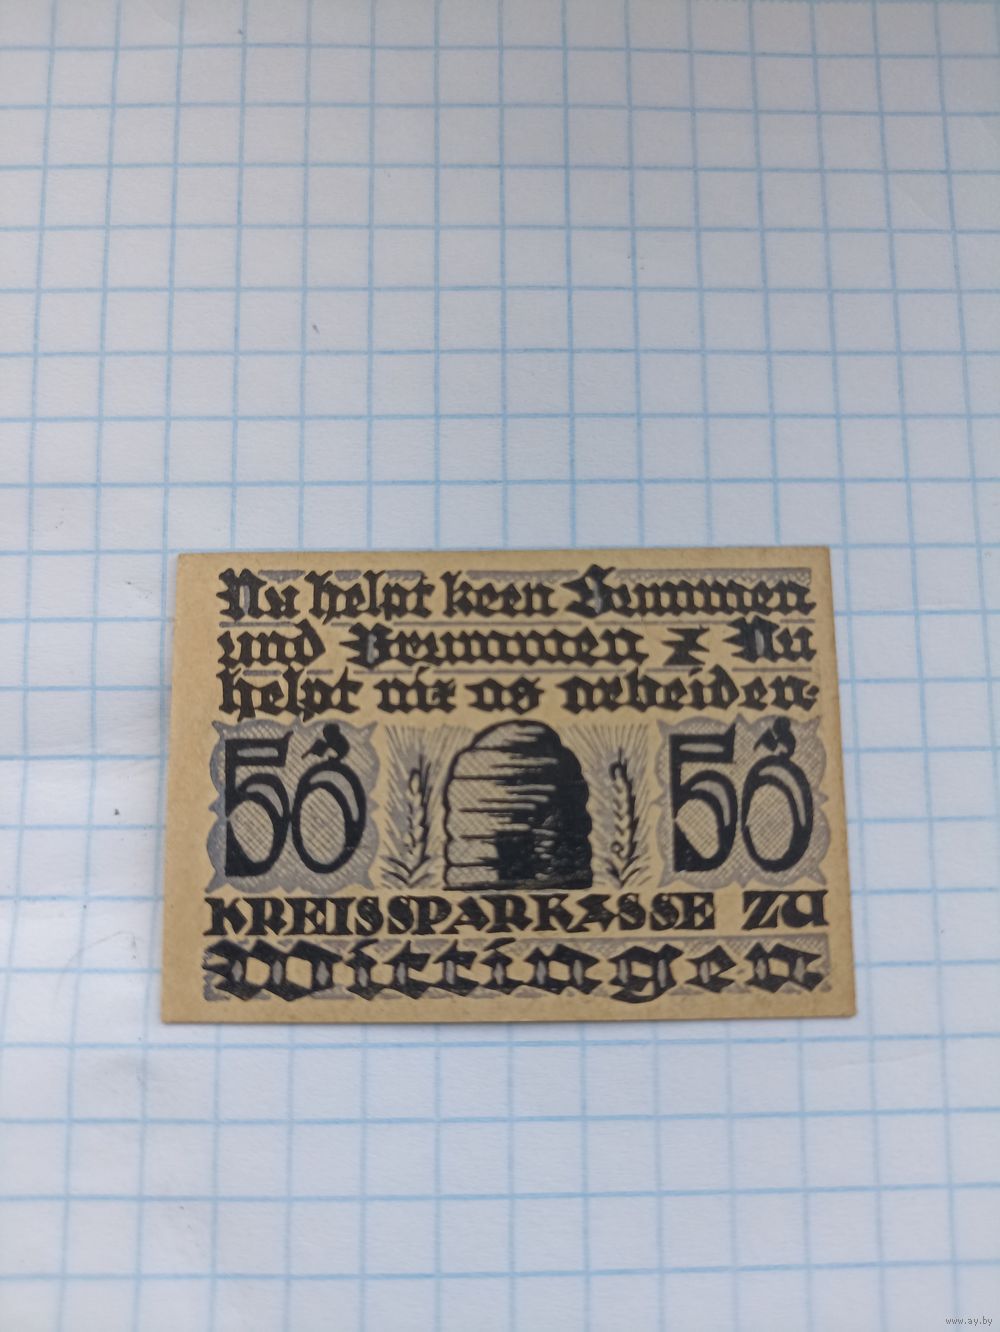 Nu helpt keen Summen
und Brummen ⁊ Nu
helpt nix as arbeiden:
50 50
KREISSPARKASSE ZU
Wittingen
www.ay.by